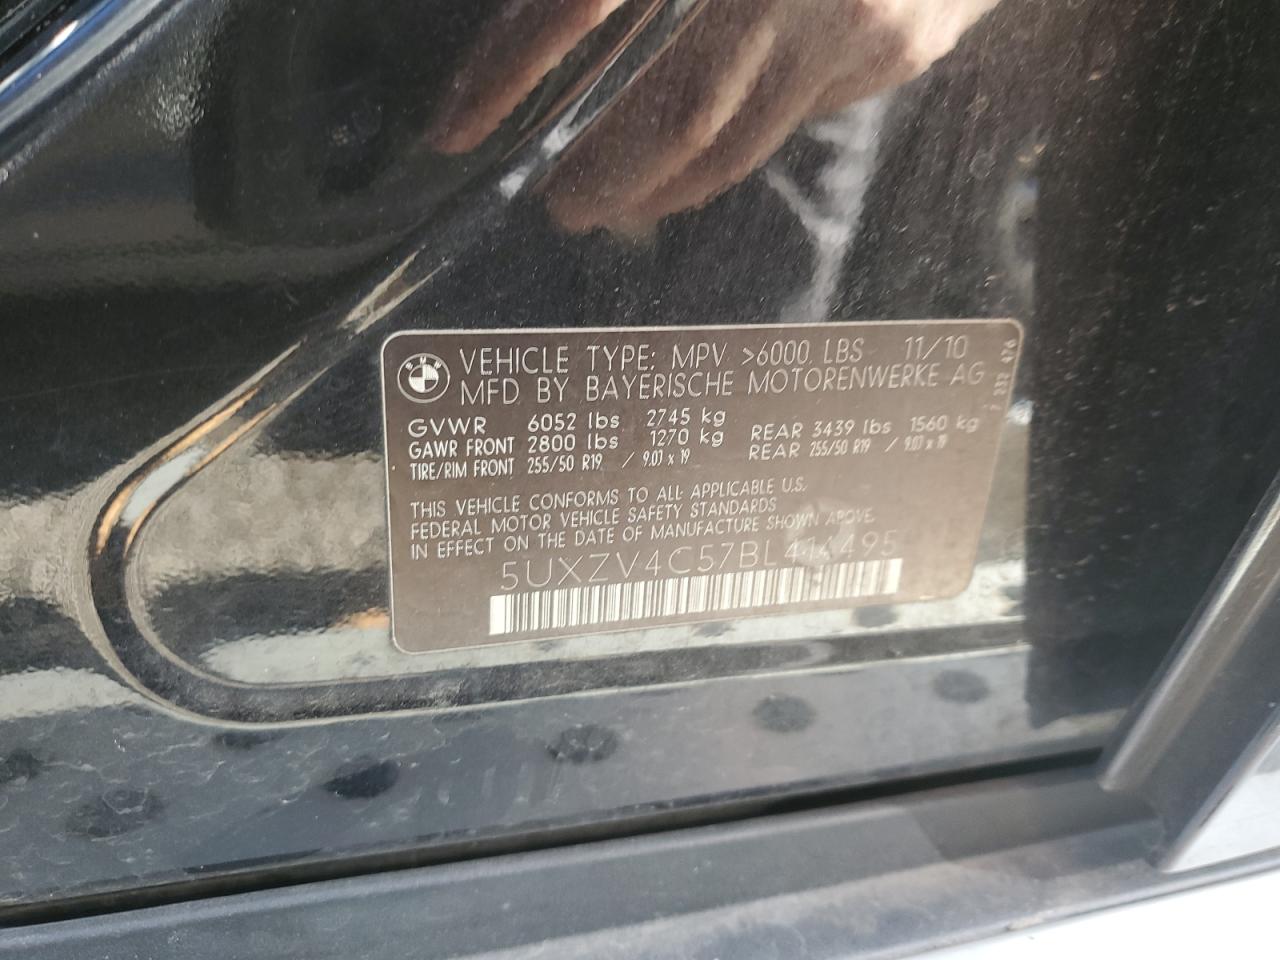 VEHICLE TYPE: MPV >6000 LBS 11/10
MFD BY BAYERISCHE MOTORENWERKE AG
GVWR 6052 lbs 2745 kg
GAWR FRONT 2800 lbs 1270 kg REAR 3439 lbs 1560 kg
TIRE/RIM FRONT 255/50 R19 / 9.0J x 19 REAR 255/50 R19 / 9.0J x 19
THIS VEHICLE CONFORMS TO ALL APPLICABLE U.S.
FEDERAL MOTOR VEHICLE SAFETY STANDARDS
IN EFFECT ON THE DATE OF MANUFACTURE SHOWN ABOVE.
5UXZV4C57BL414495
BMW